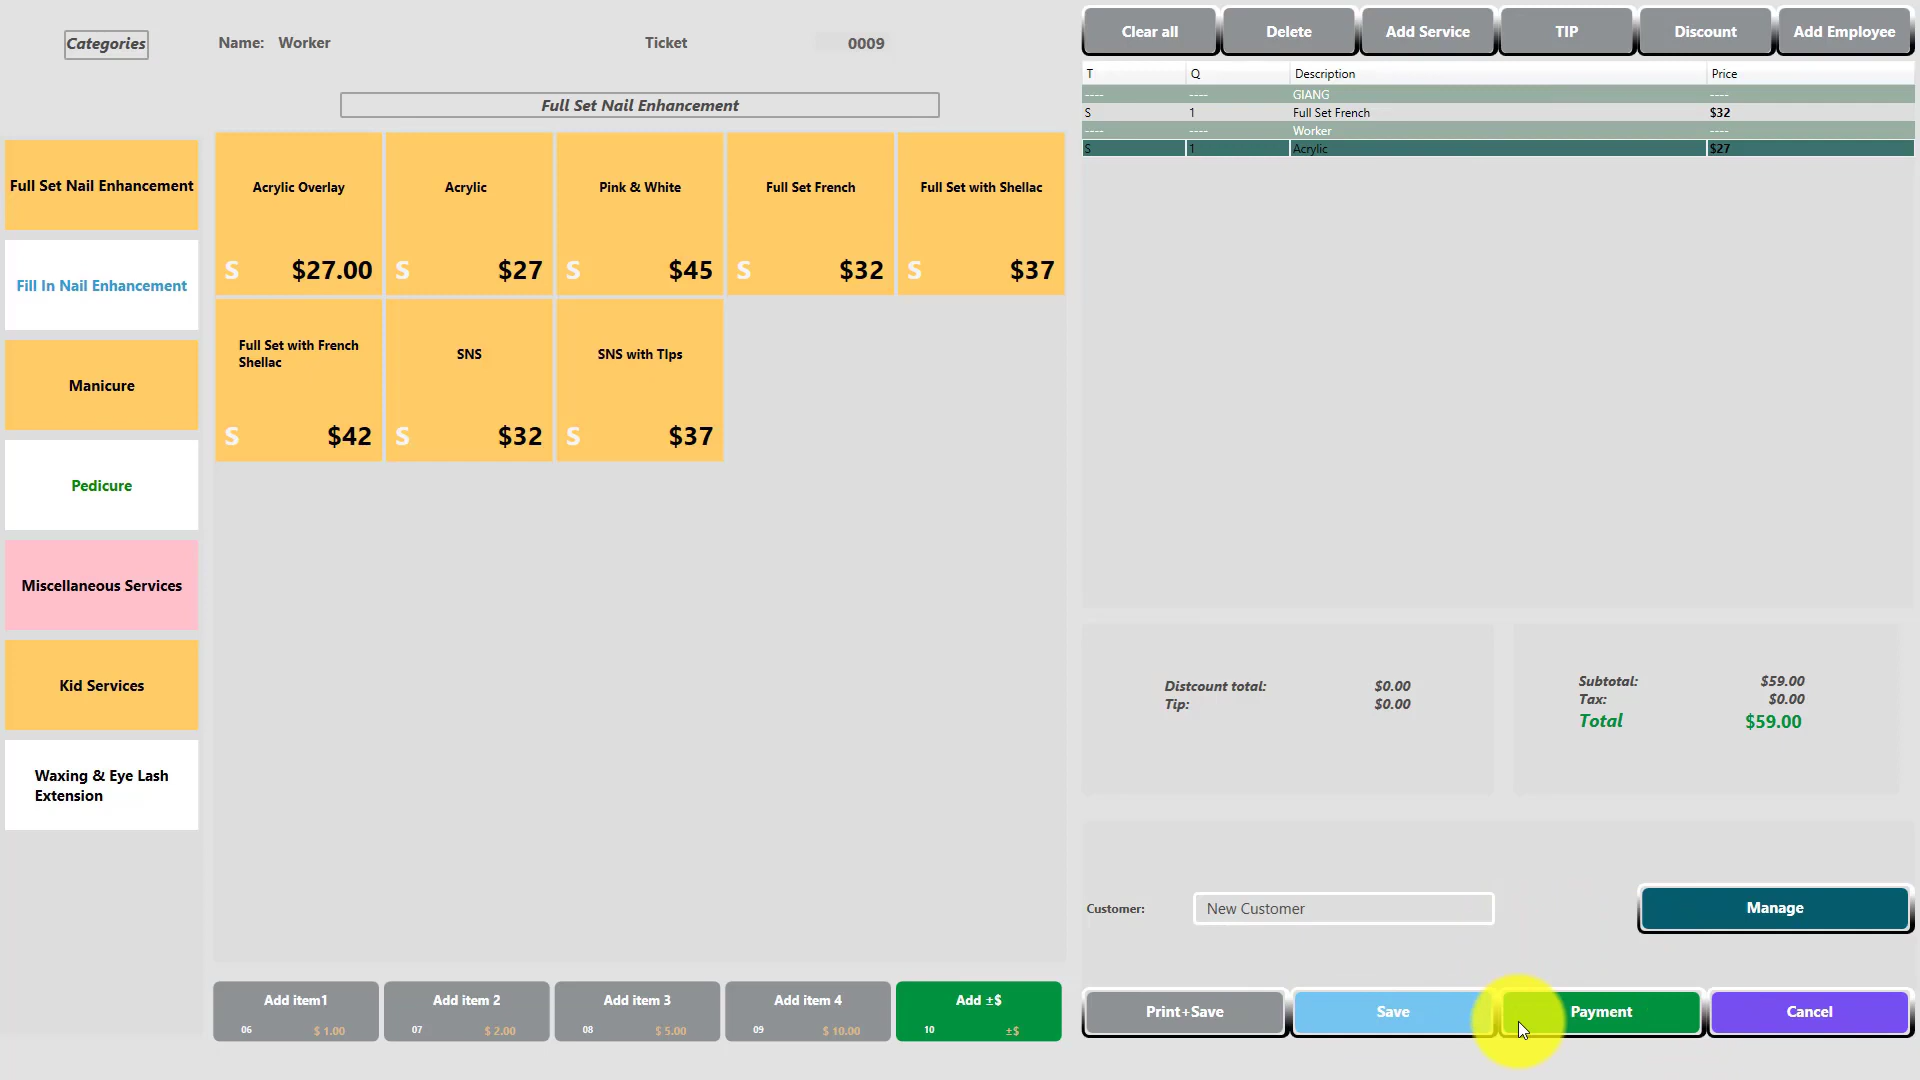 Categories
Name: Worker
Ticket
0009
Full Set Nail Enhancement
Full Set Nail Enhancement
Fill In Nail Enhancement
Manicure
Pedicure
Miscellaneous Services
Kid Services
Waxing & Eye Lash
Extension
Acrylic Overlay
S $27.00
Acrylic
S $27
Pink & White
S $45
Full Set French
S $32
Full Set with Shellac
S $37
Full Set with French
Shellac
S $42
SNS
S $32
SNS with TIps
S $37
Add item1
06 $ 1.00
Add item 2
07 $ 2.00
Add item 3
08 $ 5.00
Add item 4
09 $ 10.00
Add ±$
10 ±$
Clear all
Delete
Add Service
TIP
Discount
Add Employee
T Q Description Price
---- ---- GIANG ----
S 1 Full Set French $32
---- ---- Worker ----
S 1 Acrylic $27
Distcount total: $0.00
Tip: $0.00
Subtotal: $59.00
Tax: $0.00
Total $59.00
Customer: New Customer
Manage
Print+Save
Save
Payment
Cancel